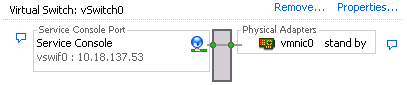 Virtual Switch: vSwitch0 Remove... Properties...
Service Console Port Physical Adapters
Service Console vmnic0 stand by
vswif0 : 10.18.137.53